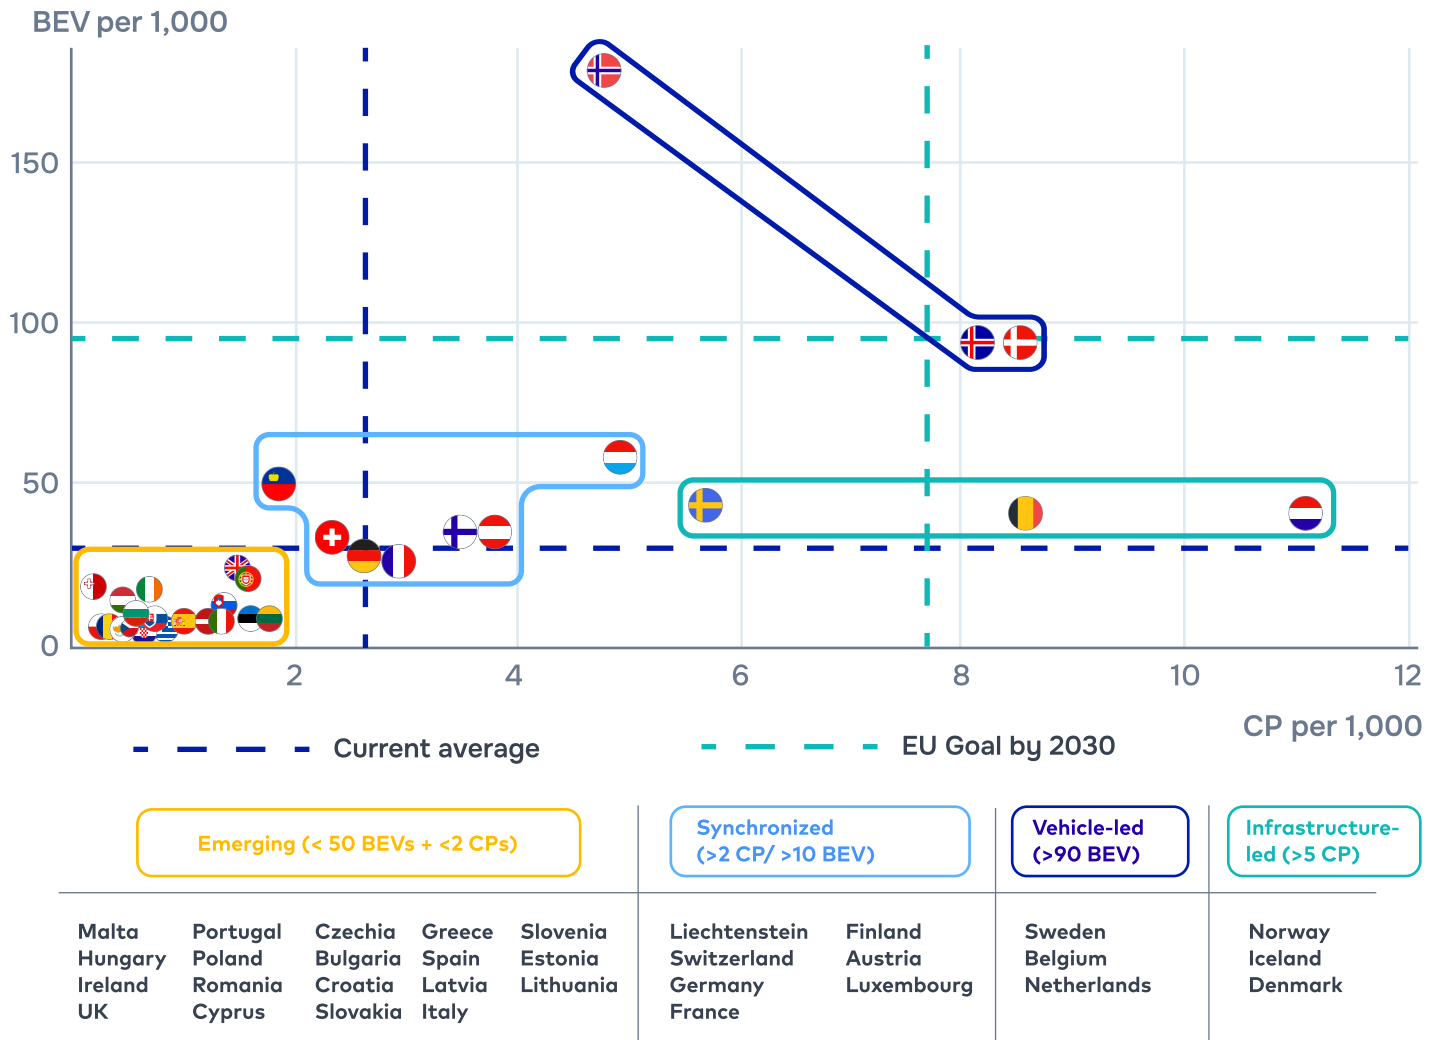 BEV per 1,000
150
100
50
0
2 4 6 8 10 12
CP per 1,000
Current average
EU Goal by 2030
Emerging (< 50 BEVs + <2 CPs)
Synchronized
(>2 CP/ >10 BEV)
Vehicle-led
(>90 BEV)
Infrastructure-
led (>5 CP)
Malta Portugal Czechia Greece Slovenia Liechtenstein Finland Sweden Norway
Hungary Poland Bulgaria Spain Estonia Switzerland Austria Belgium Iceland
Ireland Romania Croatia Latvia Lithuania Germany Luxembourg Netherlands Denmark
UK Cyprus Slovakia Italy France